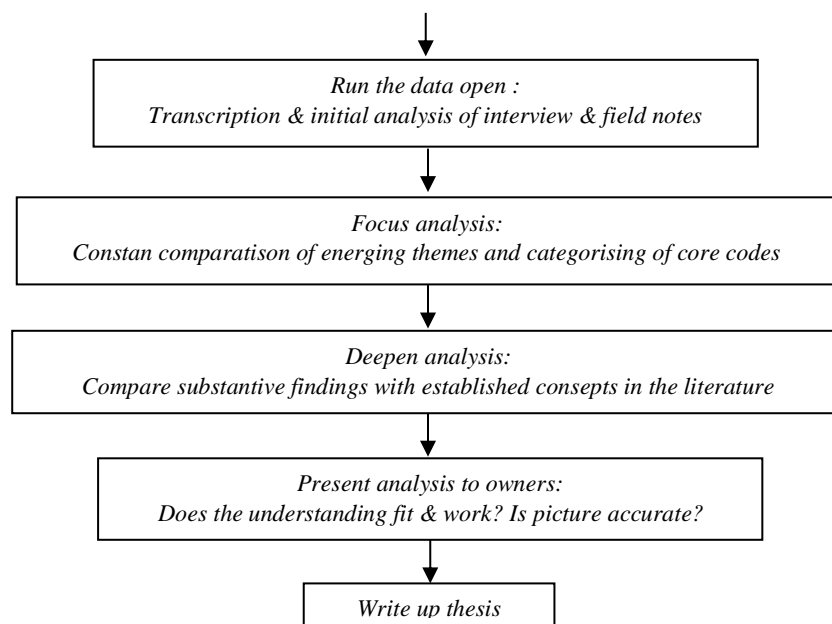 Run the data open :
Transcription & initial analysis of interview & field notes
Focus analysis:
Constan comparatison of energing themes and categorising of core codes
Deepen analysis:
Compare substantive findings with established consepts in the literature
Present analysis to owners:
Does the understanding fit & work? Is picture accurate?
Write up thesis